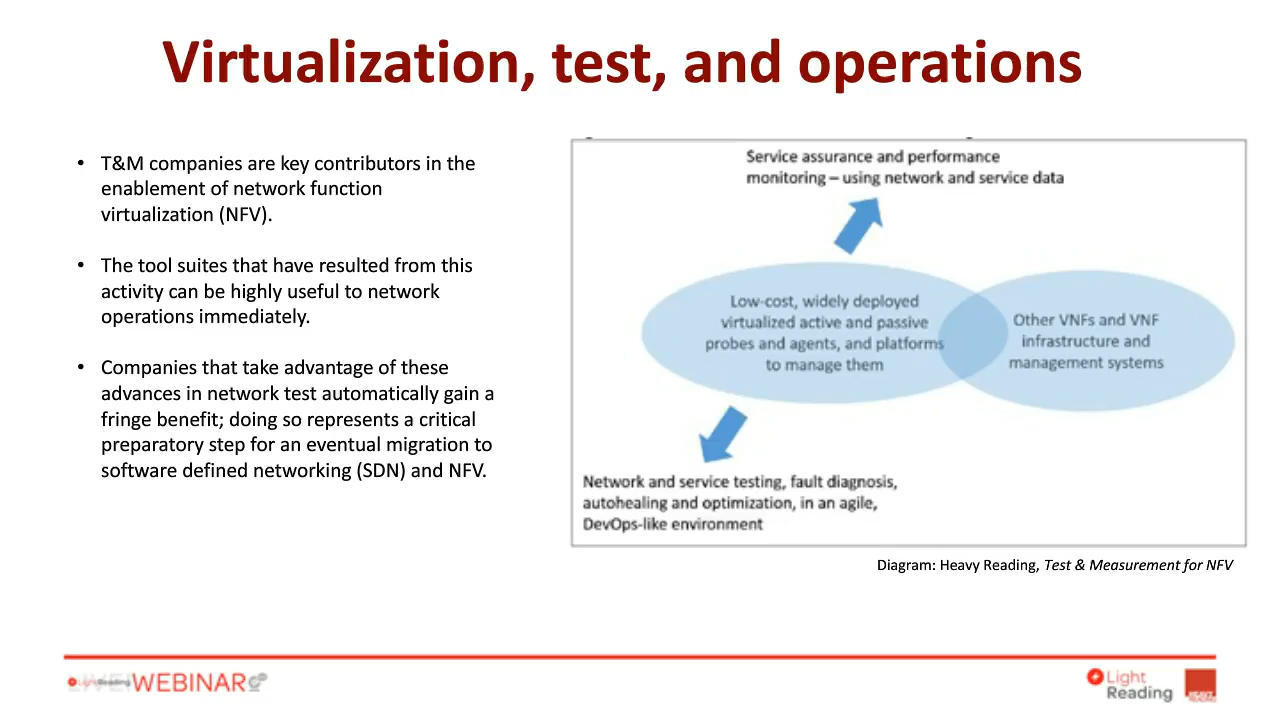 Virtualization, test, and operations
• T&M companies are key contributors in the
enablement of network function
virtualization (NFV).
• The tool suites that have resulted from this
activity can be highly useful to network
operations immediately.
• Companies that take advantage of these
advances in network test automatically gain a
fringe benefit; doing so represents a critical
preparatory step for an eventual migration to
software defined networking (SDN) and NFV.
Service assurance and performance
monitoring – using network and service data
Low-cost, widely deployed
virtualized active and passive
probes and agents, and platforms
to manage them
Other VNFs and VNF
infrastructure and
management systems
Network and service testing, fault diagnosis,
autohealing and optimization, in an agile,
DevOps-like environment
Diagram: Heavy Reading, Test & Measurement for NFV
LightReading
WEBINAR
Light
Reading